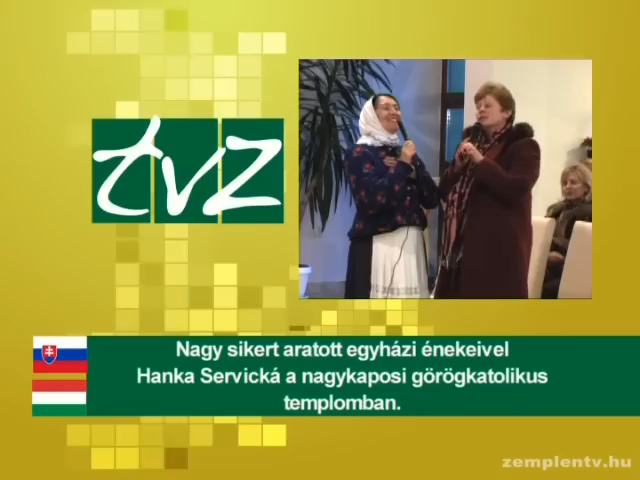 tvz
Nagy sikert aratott egyházi énekeivel
Hanka Servická a nagykaposi görögkatolikus
templomban.
zemplentv.hu